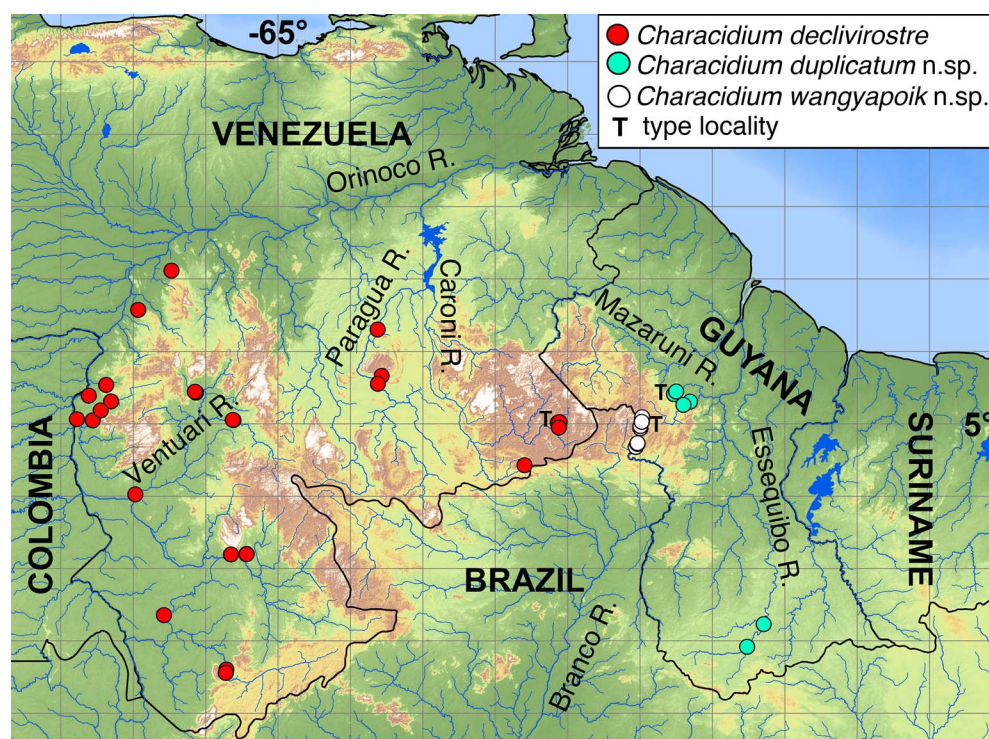 -65°
Characidium declivirostre
Characidium duplicatum n.sp.
Characidium wangyapoik n.sp.
T type locality
VENEZUELA
Orinoco R.
Paragua R.
Caroni R.
Mazaruni R.
GUYANA
T
T
T
Ventuari R.
COLOMBIA
Essequibo R.
SURINAME
5°
BRAZIL
Branco R.